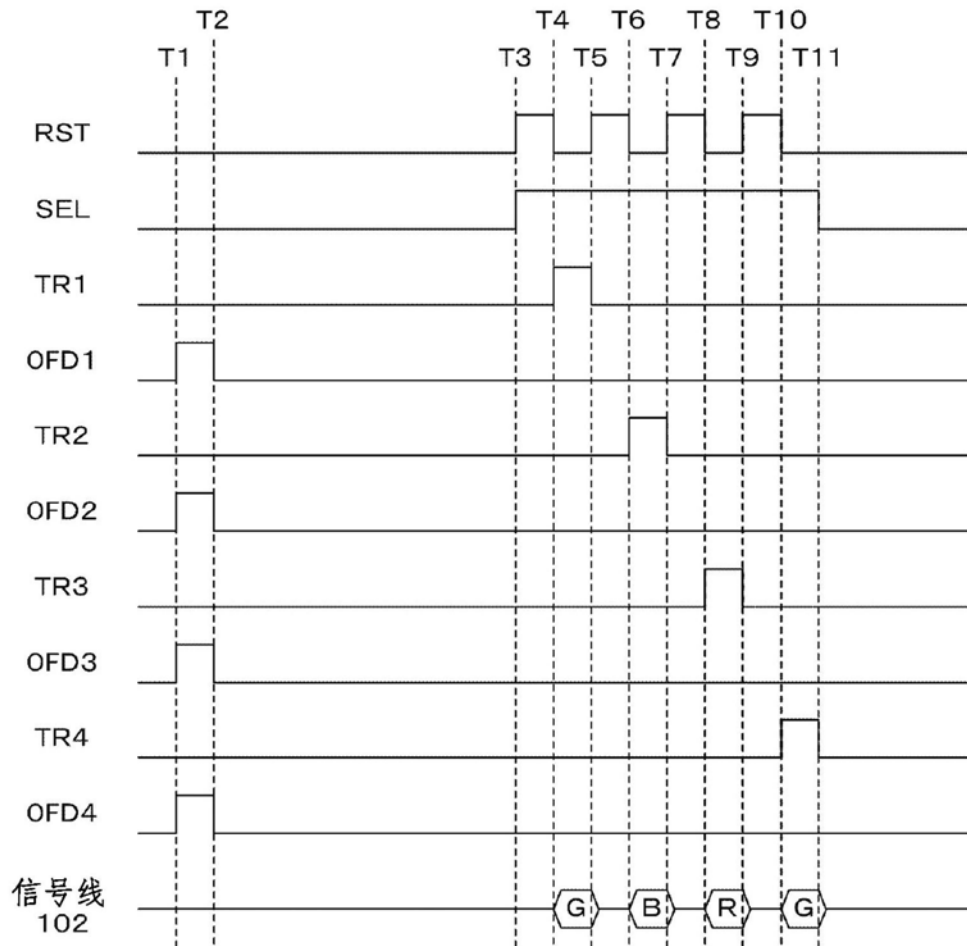 T2 T4 T6 T8 T10
T1 T3 T5 T7 T9 T11
RST
SEL
TR1
OFD1
TR2
OFD2
TR3
OFD3
TR4
OFD4
信号线
102
G B R G